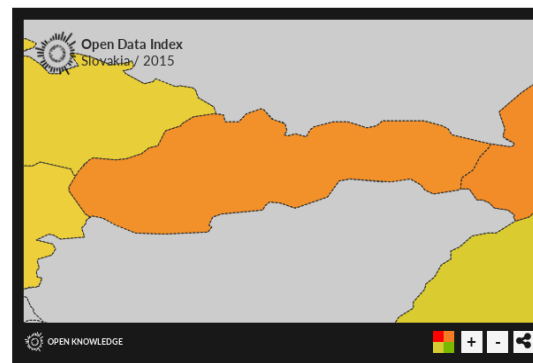 Open Data Index
Slovakia / 2015
OPEN KNOWLEDGE
+
-